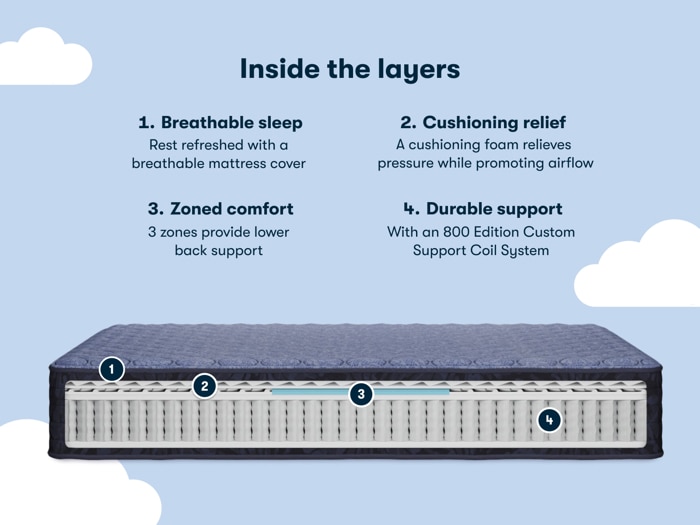 Inside the layers
1. Breathable sleep
Rest refreshed with a
breathable mattress cover
2. Cushioning relief
A cushioning foam relieves
pressure while promoting airflow
3. Zoned comfort
3 zones provide lower
back support
4. Durable support
With an 800 Edition Custom
Support Coil System
1
2
3
4